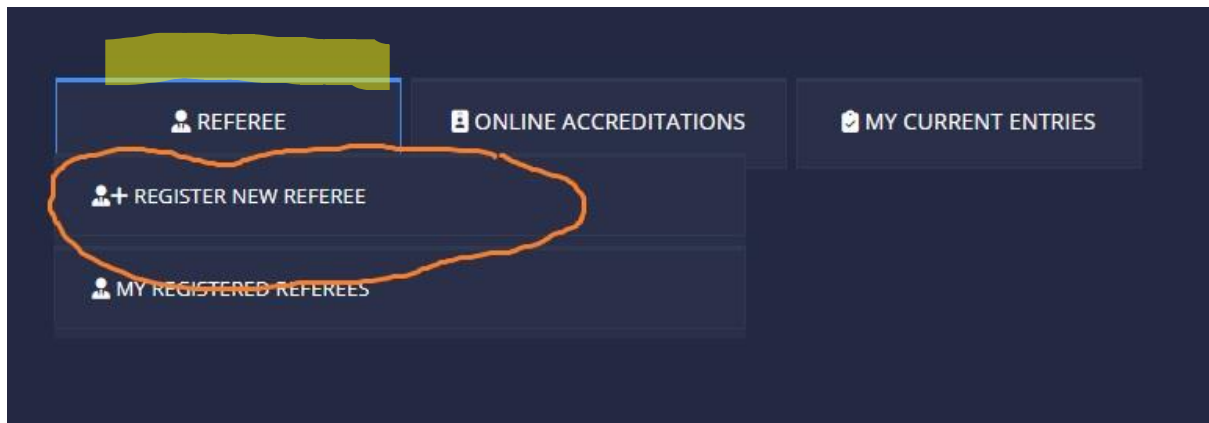 REFEREE
ONLINE ACCREDITATIONS
MY CURRENT ENTRIES
REGISTER NEW REFEREE
MY REGISTERED REFEREES